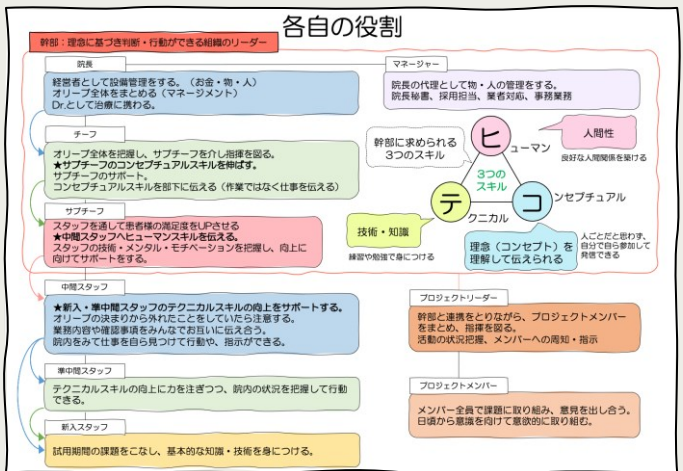 各自の役割
幹部：理念に基づき判断・行動ができる組織のリーダー
院長
経営者として設備管理をする。（お金・物・人）
オリーブ全体をまとめる（マネージメント）
Dr.として治療に携わる。
マネージャー
院長の代理として物・人の管理をする。
院長秘書、採用担当、業者対応、事務業務
チーフ
オリーブ全体を把握し、サブチーフを介し指揮を図る。
★サブチーフのコンセプチュアルスキルを伸ばす。
サブチーフのサポート。
コンセプチュアルスキルを部下に伝える（作業ではなく仕事を伝える）
幹部に求められる
3つのスキル
ヒューマン
人間性
良好な人間関係を築ける
3つの
スキル
テクニカル
技術・知識
練習や勉強で身につける
コンセプチュアル
理念（コンセプト）を
理解して伝えられる
人ごとだと思わず、
自分で自ら参加して
発信できる
サブチーフ
スタッフを通して患者様の満足度をUPさせる
★中間スタッフへヒューマンスキルを伝える。
スタッフの技術・メンタル・モチベーションを把握し、向上に
向けてサポートをする。
中間スタッフ
★新入・準中間スタッフのテクニカルスキルの向上をサポートする。
オリーブの決まりから外れたことをしていたら注意する。
業務内容や確認事項をみんなでお互いに伝え合う。
院内をみて仕事を自ら見つけて行動や、指示ができる。
プロジェクトリーダー
幹部と連携をとりながら、プロジェクトメンバー
をまとめ、指揮を図る。
活動の状況把握、メンバーへの周知・指示
準中間スタッフ
テクニカルスキルの向上に力を注ぎつつ、院内の状況を把握して行動
できる。
プロジェクトメンバー
メンバー全員で課題に取り組み、意見を出し合う。
日頃から意識を向けて意欲的に取り組む。
新入スタッフ
試用期間の課題をこなし、基本的な知識・技術を身につける。